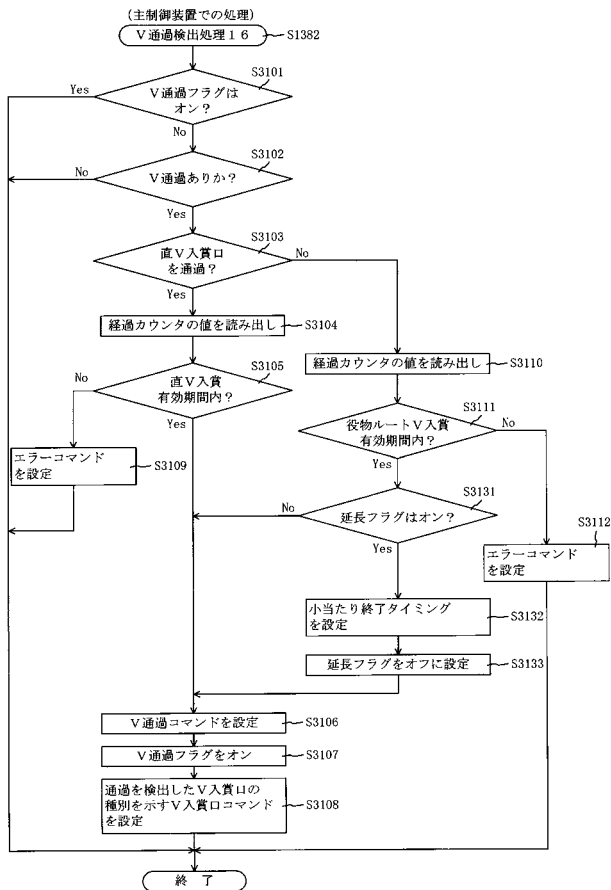 (主制御装置での処理)
V通過検出処理16
S1382
S3101
Yes
V通過フラグは
オン？
No
S3102
No
V通過ありか？
Yes
S3103
直V入賞口
を通過？
No
Yes
経過カウンタの値を読み出し
S3104
経過カウンタの値を読み出し
S3110
S3105
No
直V入賞
有効期間内？
Yes
S3111
役物ルートV入賞
有効期間内？
No
Yes
エラーコマンド
を設定
S3109
S3131
No
延長フラグはオン？
Yes
S3112
エラーコマンド
を設定
小当たり終了タイミング
を設定
S3132
延長フラグをオフに設定
S3133
V通過コマンドを設定
S3106
V通過フラグをオン
S3107
通過を検出したV入賞口の
種別を示すV入賞口コマンド
を設定
S3108
終 了